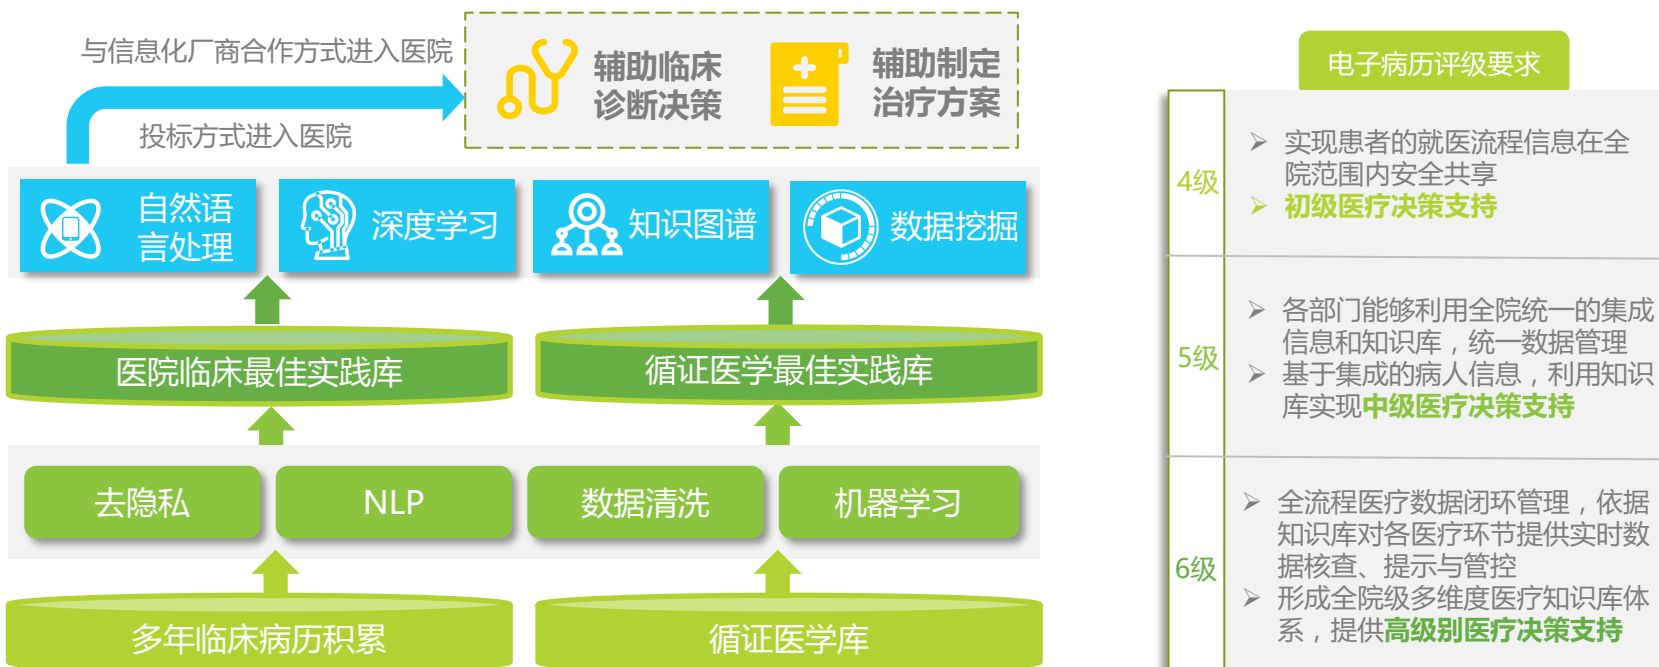 与信息化厂商合作方式进入医院
投标方式进入医院
辅助临床
诊断决策
辅助制定
治疗方案
自然语
言处理
深度学习
知识图谱
数据挖掘
医院临床最佳实践库
循证医学最佳实践库
去隐私
NLP
数据清洗
机器学习
多年临床病历积累
循证医学库
电子病历评级要求
4级
➢ 实现患者的就医流程信息在全
院范围内安全共享
➢ 初级医疗决策支持
5级
➢ 各部门能够利用全院统一的集成
信息和知识库，统一数据管理
➢ 基于集成的病人信息，利用知识
库实现中级医疗决策支持
6级
➢ 全流程医疗数据闭环管理，依据
知识库对各医疗环节提供实时数
据核查、提示与管控
➢ 形成全院级多维度医疗知识库体
系，提供高级别医疗决策支持